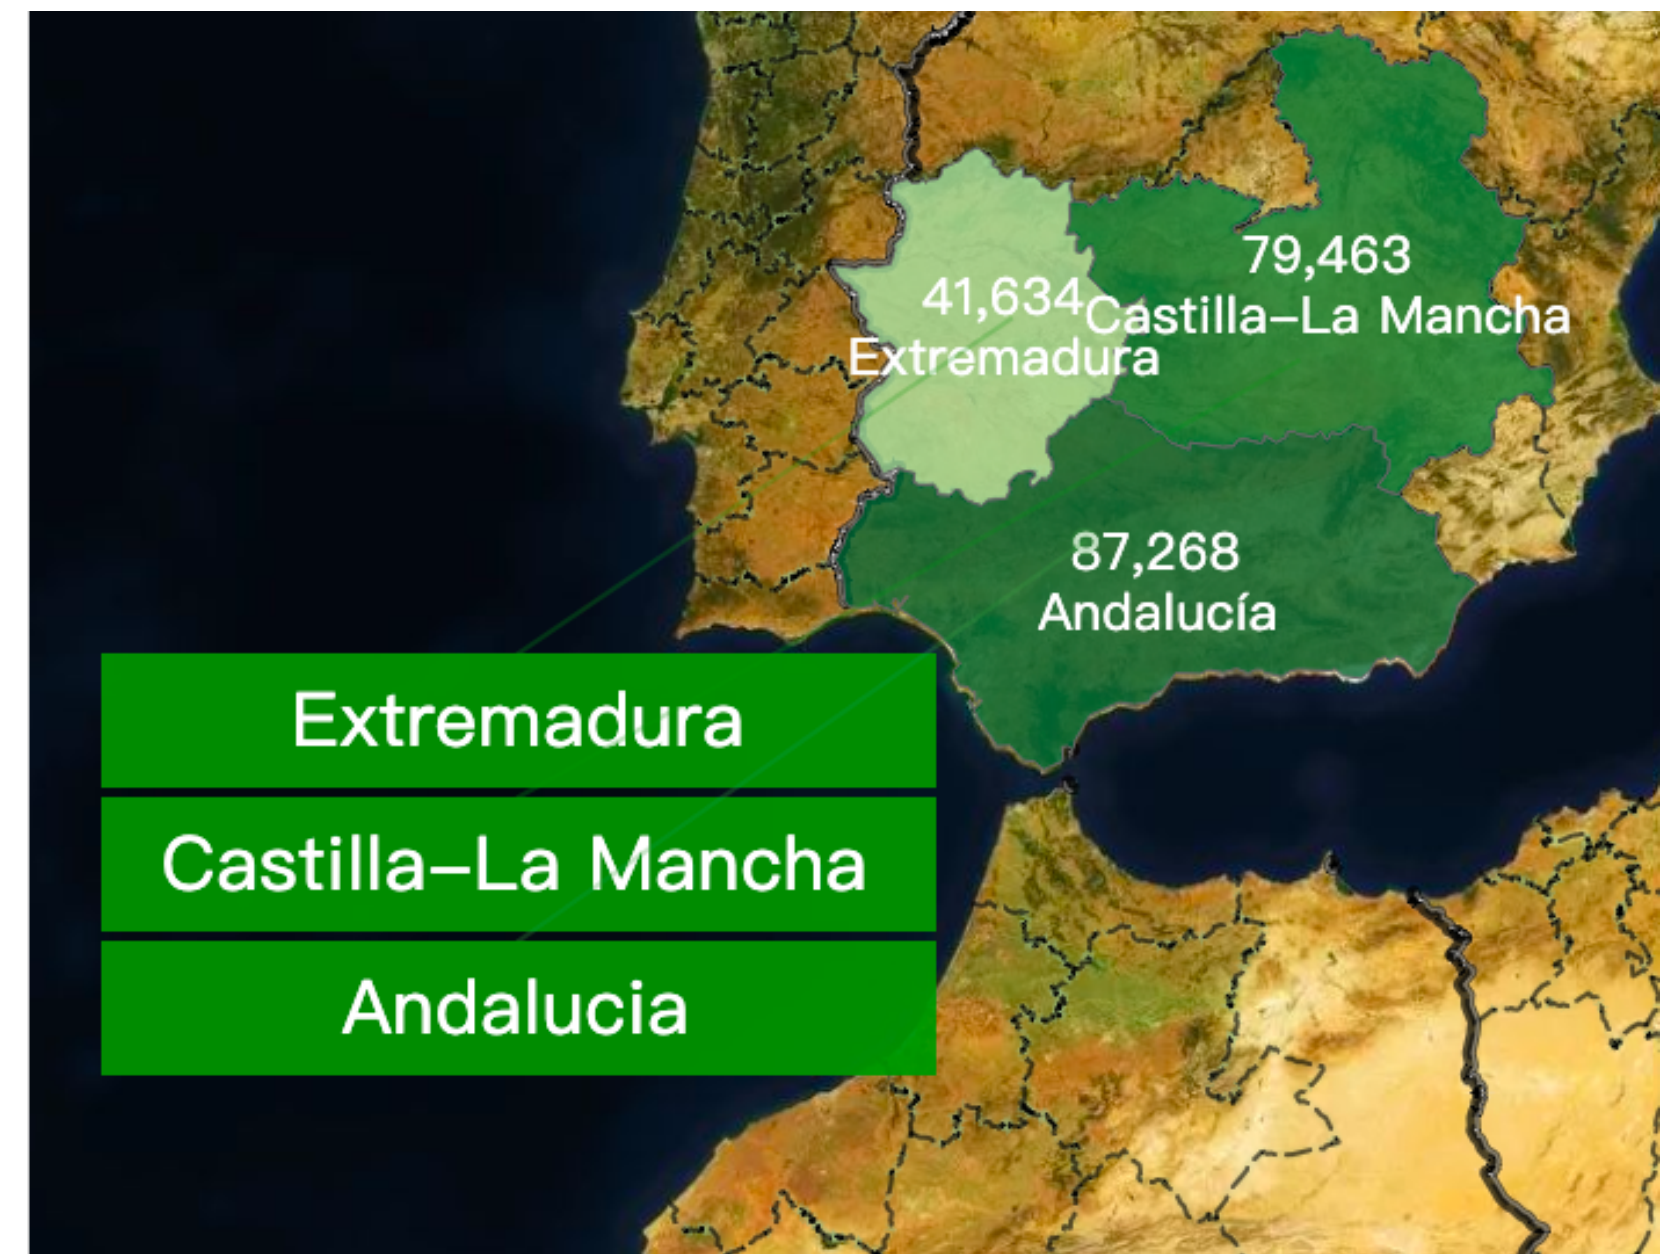 79,463
Castilla–La Mancha
41,634
Extremadura
87,268
Andalucía
Extremadura
Castilla–La Mancha
Andalucia